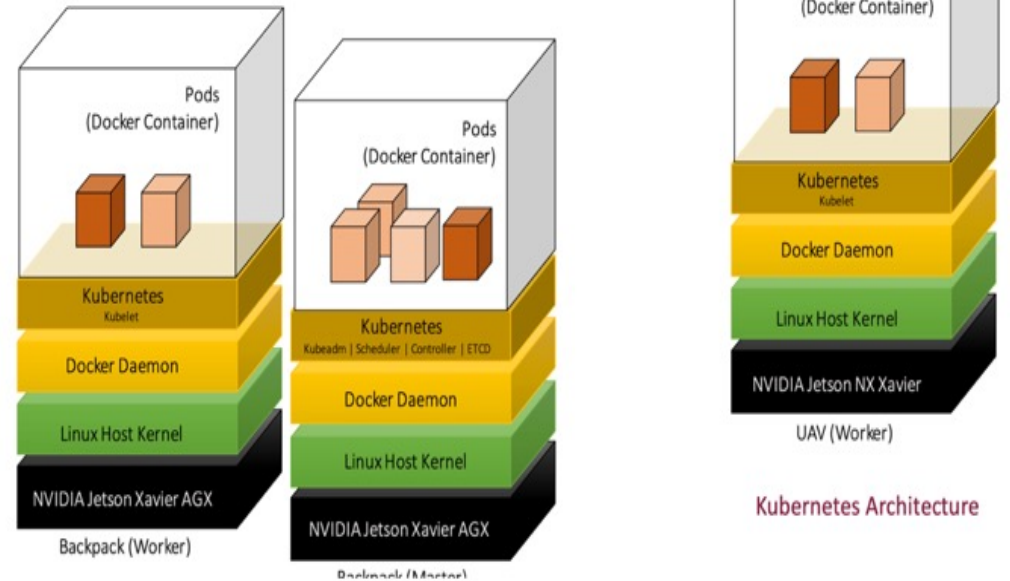 Pods
(Docker Container)
Kubernetes
Kubelet
Docker Daemon
Linux Host Kernel
NVIDIA Jetson Xavier AGX
Backpack (Worker)
Pods
(Docker Container)
Kubernetes
Kubeadm | Scheduler | Controller | ETCD
Docker Daemon
Linux Host Kernel
NVIDIA Jetson Xavier AGX
Backpack (Master)
(Docker Container)
Kubernetes
Kubelet
Docker Daemon
Linux Host Kernel
NVIDIA Jetson NX Xavier
UAV (Worker)
Kubernetes Architecture